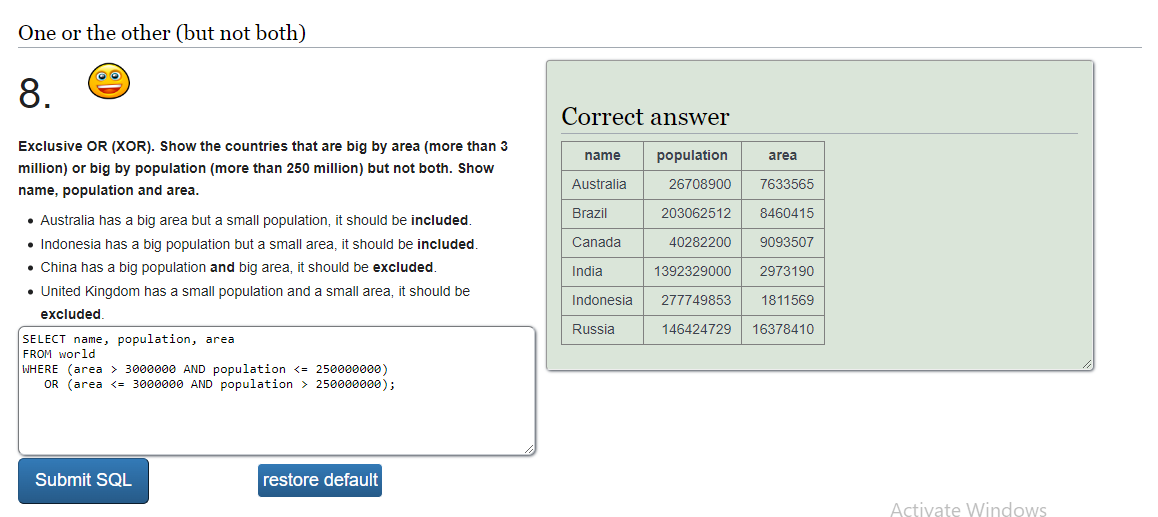 One or the other (but not both)
8.
Exclusive OR (XOR). Show the countries that are big by area (more than 3
million) or big by population (more than 250 million) but not both. Show
name, population and area.
• Australia has a big area but a small population, it should be included.
• Indonesia has a big population but a small area, it should be included.
• China has a big population and big area, it should be excluded.
• United Kingdom has a small population and a small area, it should be
excluded.
SELECT name, population, area
FROM world
WHERE (area > 3000000 AND population <= 250000000)
OR (area <= 3000000 AND population > 250000000);
Submit SQL
restore default
Correct answer
name population area
Australia 26708900 7633565
Brazil 203062512 8460415
Canada 40282200 9093507
India 1392329000 2973190
Indonesia 277749853 1811569
Russia 146424729 16378410
Activate Windows